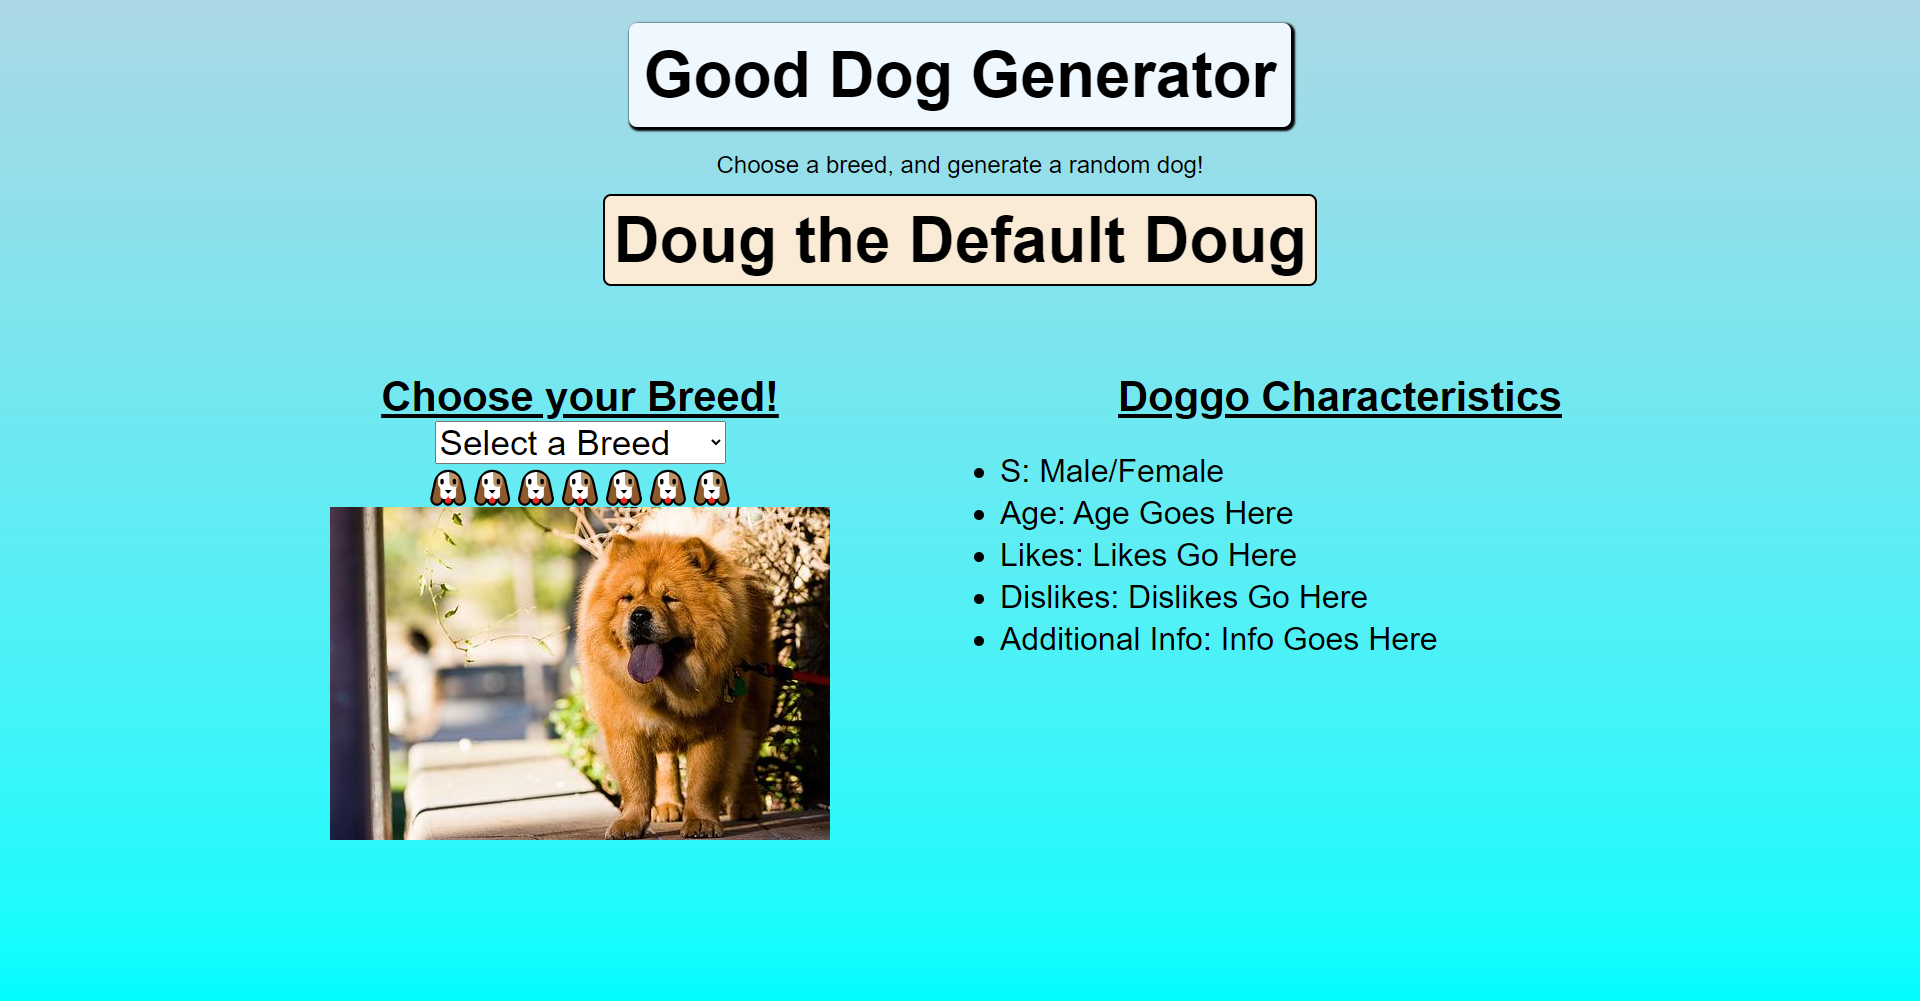 Good Dog Generator
Choose a breed, and generate a random dog!
Doug the Default Doug
Choose your Breed!
Select a Breed
Doggo Characteristics
S: Male/Female
Age: Age Goes Here
Likes: Likes Go Here
Dislikes: Dislikes Go Here
Additional Info: Info Goes Here